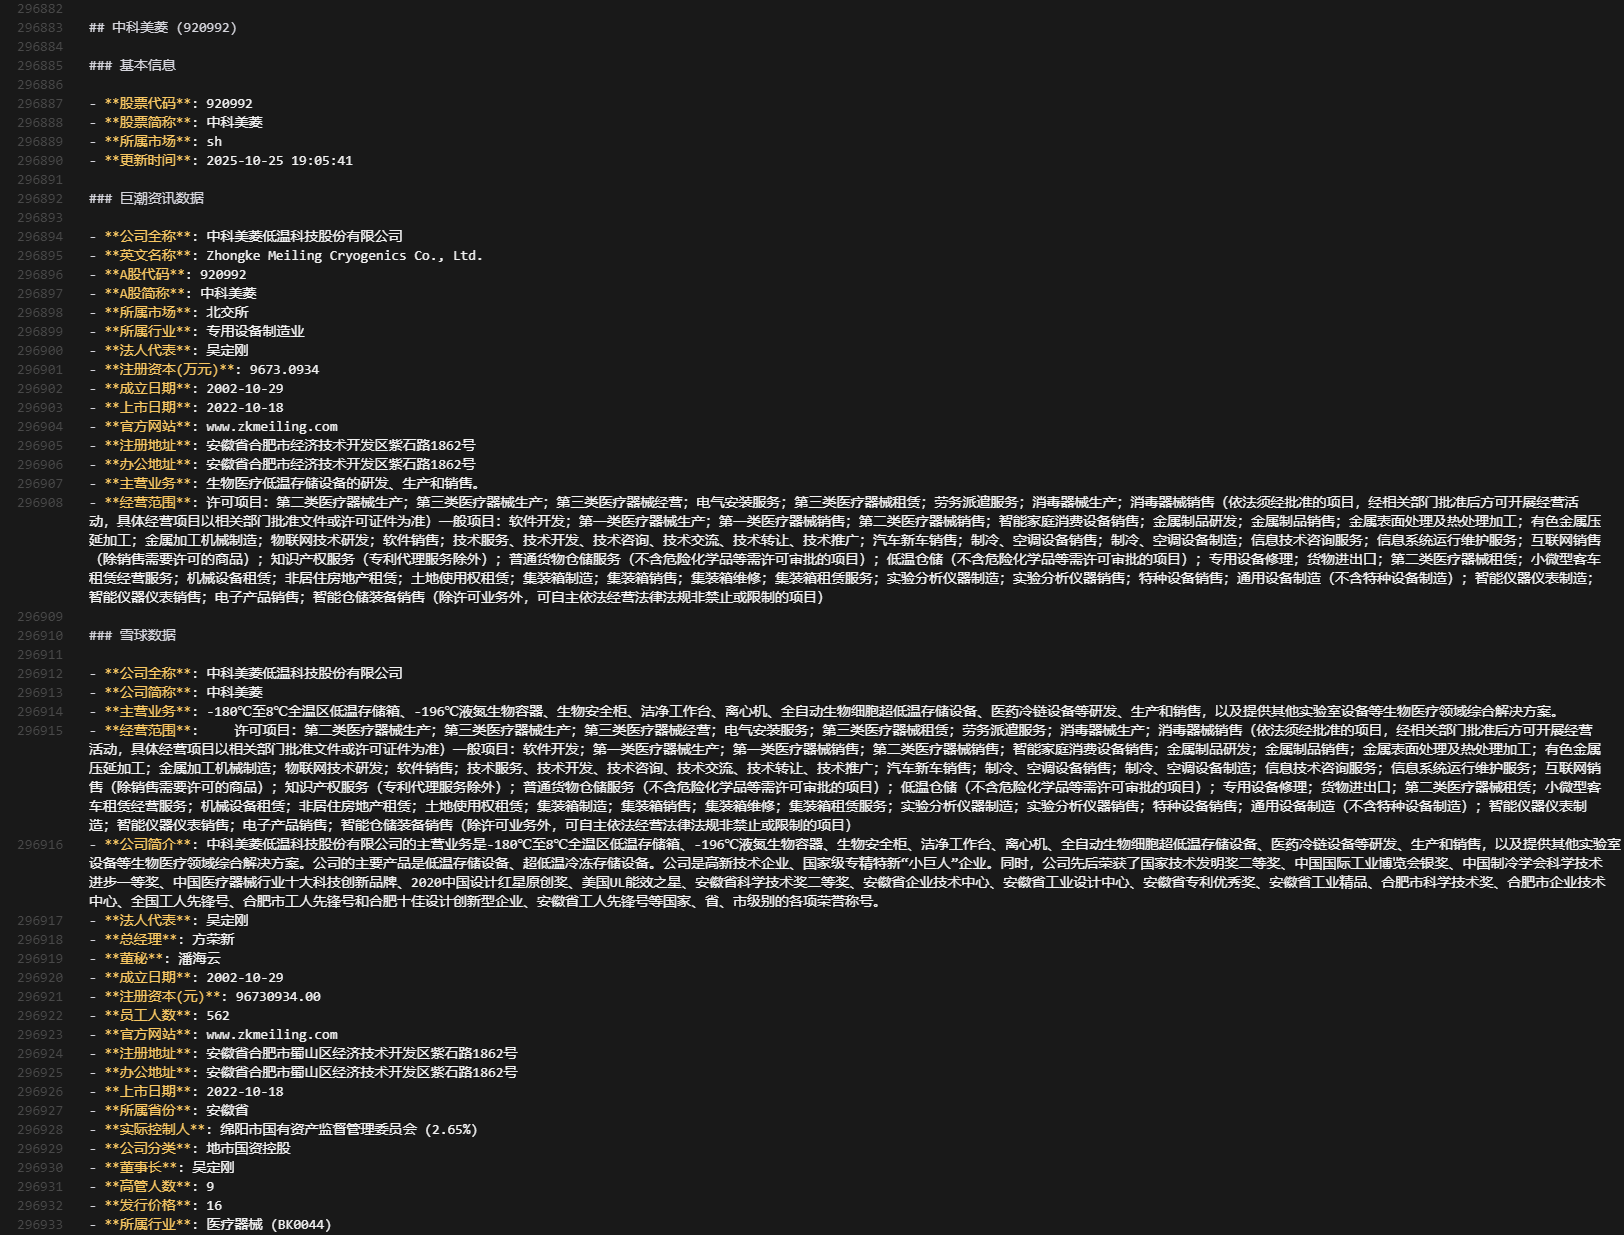 296882
296883 ## 中科美菱 (920992)
296884
296885 ### 基本信息
296886
296887 - **股票代码**: 920992
296888 - **股票简称**: 中科美菱
296889 - **所属市场**: sh
296890 - **更新时间**: 2025-10-25 19:05:41
296891
296892 ### 巨潮资讯数据
296893
296894 - **公司全称**: 中科美菱低温科技股份有限公司
296895 - **英文名称**: Zhongke Meiling Cryogenics Co., Ltd.
296896 - **A股代码**: 920992
296897 - **A股简称**: 中科美菱
296898 - **所属市场**: 北交所
296899 - **所属行业**: 专用设备制造业
296900 - **法人代表**: 吴定刚
296901 - **注册资本(万元)**: 9673.0934
296902 - **成立日期**: 2002-10-29
296903 - **上市日期**: 2022-10-18
296904 - **官方网站**: www.zkmeiling.com
296905 - **注册地址**: 安徽省合肥市经济技术开发区紫石路1862号
296906 - **办公地址**: 安徽省合肥市经济技术开发区紫石路1862号
296907 - **主营业务**: 生物医疗低温存储设备的研发、生产和销售。
296908 - **经营范围**: 许可项目：第二类医疗器械生产；第三类医疗器械生产；第三类医疗器械经营；电气安装服务；第三类医疗器械租赁；劳务派遣服务；消毒器械生产；消毒器械销售（依法须经批准的项目，经相关部门批准后方可开展经营活
动，具体经营项目以相关部门批准文件或许可证件为准）一般项目：软件开发；第一类医疗器械生产；第一类医疗器械销售；第二类医疗器械销售；智能家庭消费设备销售；金属制品研发；金属制品销售；金属表面处理及热处理加工；有色金属压
延加工；金属加工机械制造；物联网技术研发；软件销售；技术服务、技术开发、技术咨询、技术交流、技术转让、技术推广；汽车新车销售；制冷、空调设备销售；制冷、空调设备制造；信息技术咨询服务；信息系统运行维护服务；互联网销售
（除销售需要许可的商品）；知识产权服务（专利代理服务除外）；普通货物仓储服务（不含危险化学品等需许可审批的项目）；低温仓储（不含危险化学品等需许可审批的项目）；专用设备修理；货物进出口；第二类医疗器械租赁；小微型客车
租赁经营服务；机械设备租赁；非居住房地产租赁；土地使用权租赁；集装箱制造；集装箱销售；集装箱维修；集装箱租赁服务；实验分析仪器制造；实验分析仪器销售；特种设备销售；通用设备制造（不含特种设备制造）；智能仪器仪表制造；
智能仪器仪表销售；电子产品销售；智能仓储装备销售（除许可业务外，可自主依法经营法律法规非禁止或限制的项目）
296909
296910 ### 雪球数据
296911
296912 - **公司全称**: 中科美菱低温科技股份有限公司
296913 - **公司简称**: 中科美菱
296914 - **主营业务**: -180℃至8℃全温区低温存储箱、-196℃液氮生物容器、生物安全柜、洁净工作台、离心机、全自动生物细胞超低温存储设备、医药冷链设备等研发、生产和销售，以及提供其他实验室设备等生物医疗领域综合解决方案。
296915 - **经营范围**: 许可项目：第二类医疗器械生产；第三类医疗器械生产；第三类医疗器械经营；电气安装服务；第三类医疗器械租赁；劳务派遣服务；消毒器械生产；消毒器械销售（依法须经批准的项目，经相关部门批准后方可开展经营
活动，具体经营项目以相关部门批准文件或许可证件为准）一般项目：软件开发；第一类医疗器械生产；第一类医疗器械销售；第二类医疗器械销售；智能家庭消费设备销售；金属制品研发；金属制品销售；金属表面处理及热处理加工；有色金属
压延加工；金属加工机械制造；物联网技术研发；软件销售；技术服务、技术开发、技术咨询、技术交流、技术转让、技术推广；汽车新车销售；制冷、空调设备销售；制冷、空调设备制造；信息技术咨询服务；信息系统运行维护服务；互联网销
售（除销售需要许可的商品）；知识产权服务（专利代理服务除外）；普通货物仓储服务（不含危险化学品等需许可审批的项目）；低温仓储（不含危险化学品等需许可审批的项目）；专用设备修理；货物进出口；第二类医疗器械租赁；小微型客
车租赁经营服务；机械设备租赁；非居住房地产租赁；土地使用权租赁；集装箱制造；集装箱销售；集装箱维修；集装箱租赁服务；实验分析仪器制造；实验分析仪器销售；特种设备销售；通用设备制造（不含特种设备制造）；智能仪器仪表制
造；智能仪器仪表销售；电子产品销售；智能仓储装备销售（除许可业务外，可自主依法经营法律法规非禁止或限制的项目）
296916 - **公司简介**: 中科美菱低温科技股份有限公司的主营业务是-180℃至8℃全温区低温存储箱、-196℃液氮生物容器、生物安全柜、洁净工作台、离心机、全自动生物细胞超低温存储设备、医药冷链设备等研发、生产和销售，以及提供其他实验室
设备等生物医疗领域综合解决方案。公司的主要产品是低温存储设备、超低温冷冻存储设备。公司是高新技术企业、国家级专精特新“小巨人”企业。同时，公司先后荣获了国家技术发明奖二等奖、中国国际工业博览会银奖、中国制冷学会科学技术
进步一等奖、中国医疗器械行业十大科技创新品牌、2020中国设计红星原创奖、美国UL能效之星、安徽省科学技术奖二等奖、安徽省企业技术中心、安徽省工业设计中心、安徽省专利优秀奖、安徽省工业精品、合肥市科学技术奖、合肥市企业技术
中心、全国工人先锋号、合肥市工人先锋号和合肥十佳设计创新型企业、安徽省工人先锋号等国家、省、市级别的各项荣誉称号。
296917 - **法人代表**: 吴定刚
296918 - **总经理**: 方荣新
296919 - **董秘**: 潘海云
296920 - **成立日期**: 2002-10-29
296921 - **注册资本(元)**: 96730934.00
296922 - **员工人数**: 562
296923 - **官方网站**: www.zkmeiling.com
296924 - **注册地址**: 安徽省合肥市蜀山区经济技术开发区紫石路1862号
296925 - **办公地址**: 安徽省合肥市蜀山区经济技术开发区紫石路1862号
296926 - **上市日期**: 2022-10-18
296927 - **所属省份**: 安徽省
296928 - **实际控制人**: 绵阳市国有资产监督管理委员会 (2.65%)
296929 - **公司分类**: 地市国资控股
296930 - **董事长**: 吴定刚
296931 - **高管人数**: 9
296932 - **发行价格**: 16
296933 - **所属行业**: 医疗器械 (BK0044)